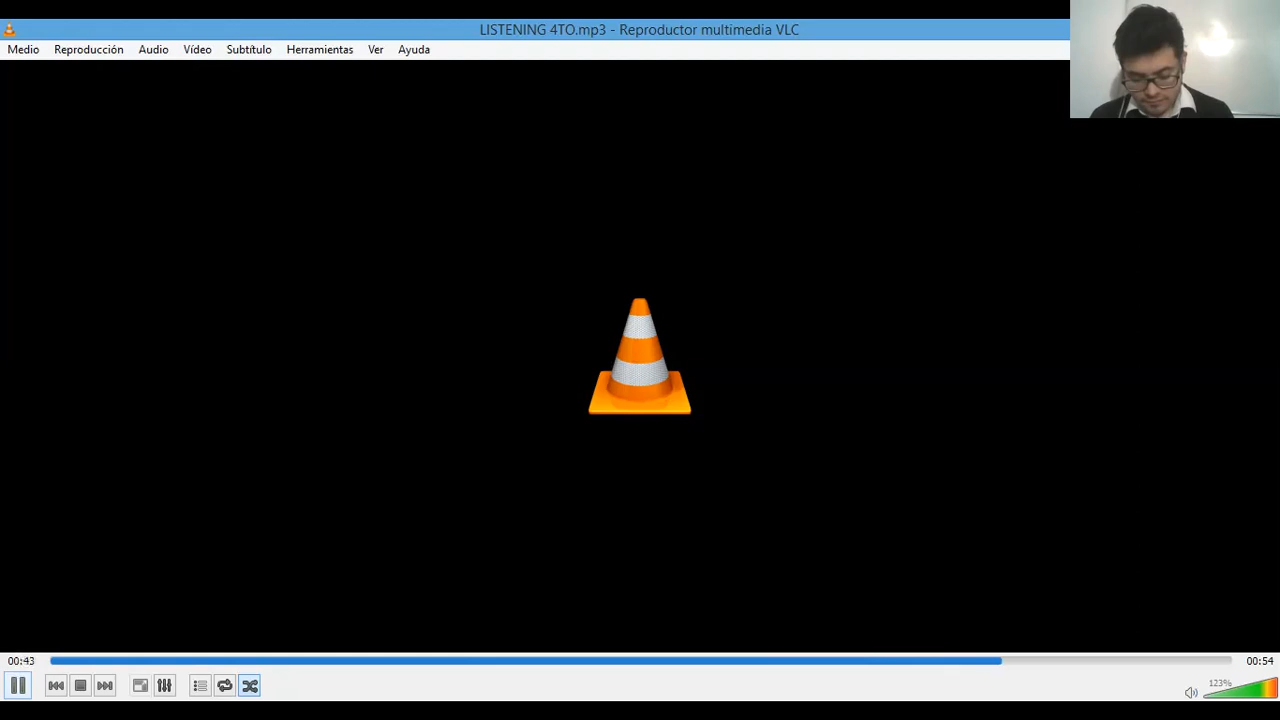 LISTENING 4TO.mp3 - Reproductor multimedia VLC
Medio Reproducción Audio Vídeo Subtítulo Herramientas Ver Ayuda
00:43 00:54
123%